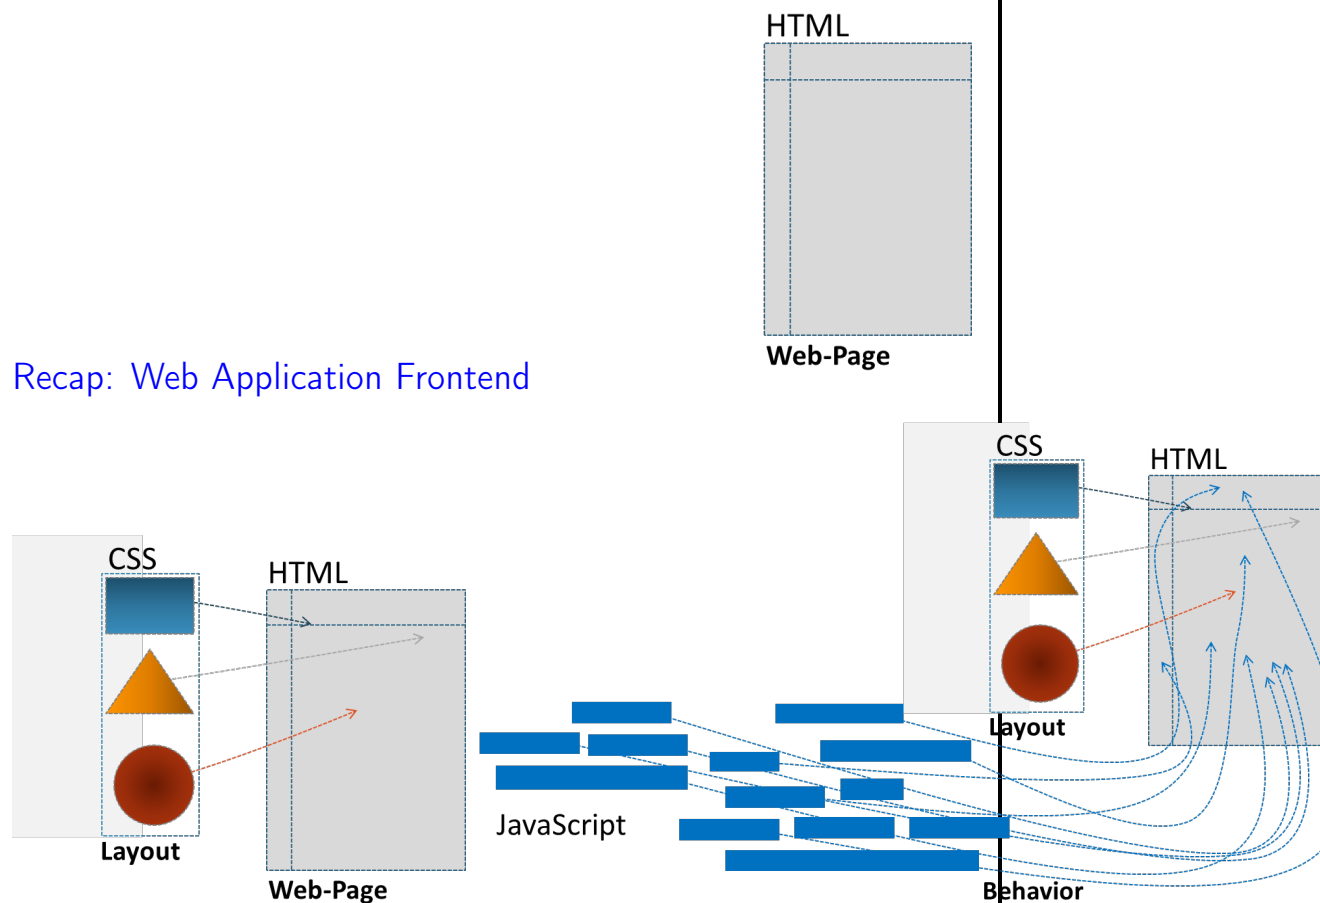 HTML
Web-Page
Recap: Web Application Frontend
CSS
HTML
Layout
Web-Page
CSS
HTML
Layout
JavaScript
Behavior